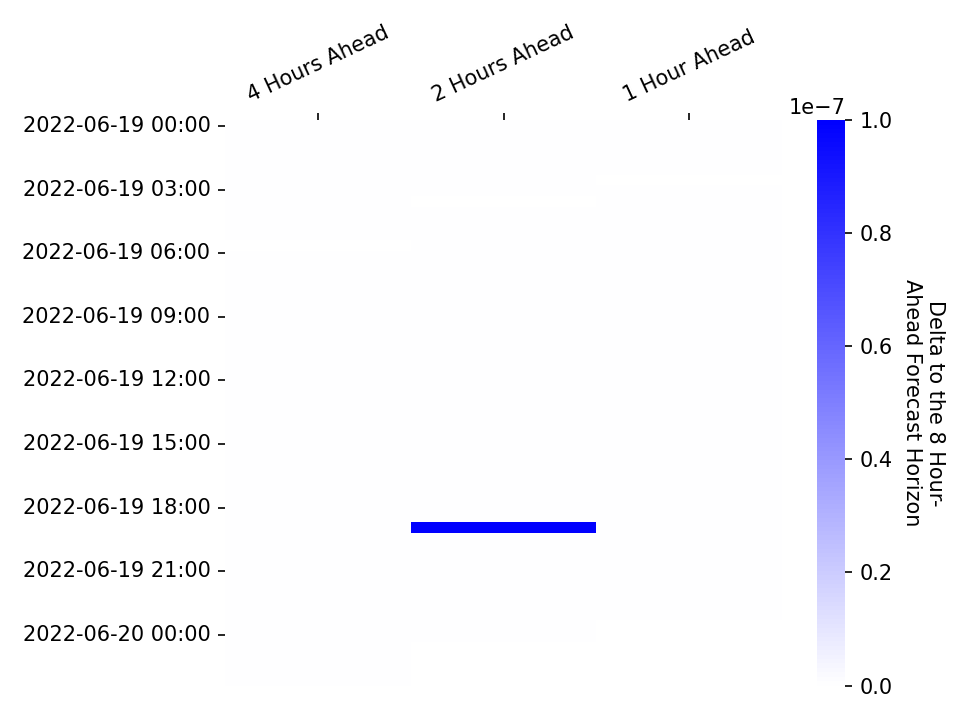 4 Hours Ahead
2 Hours Ahead
1 Hour Ahead
2022-06-19 00:00
2022-06-19 03:00
2022-06-19 06:00
2022-06-19 09:00
2022-06-19 12:00
2022-06-19 15:00
2022-06-19 18:00
2022-06-19 21:00
2022-06-20 00:00
1e−7
1.0
0.8
0.6
0.4
0.2
0.0
Delta to the 8 Hour-
Ahead Forecast Horizon